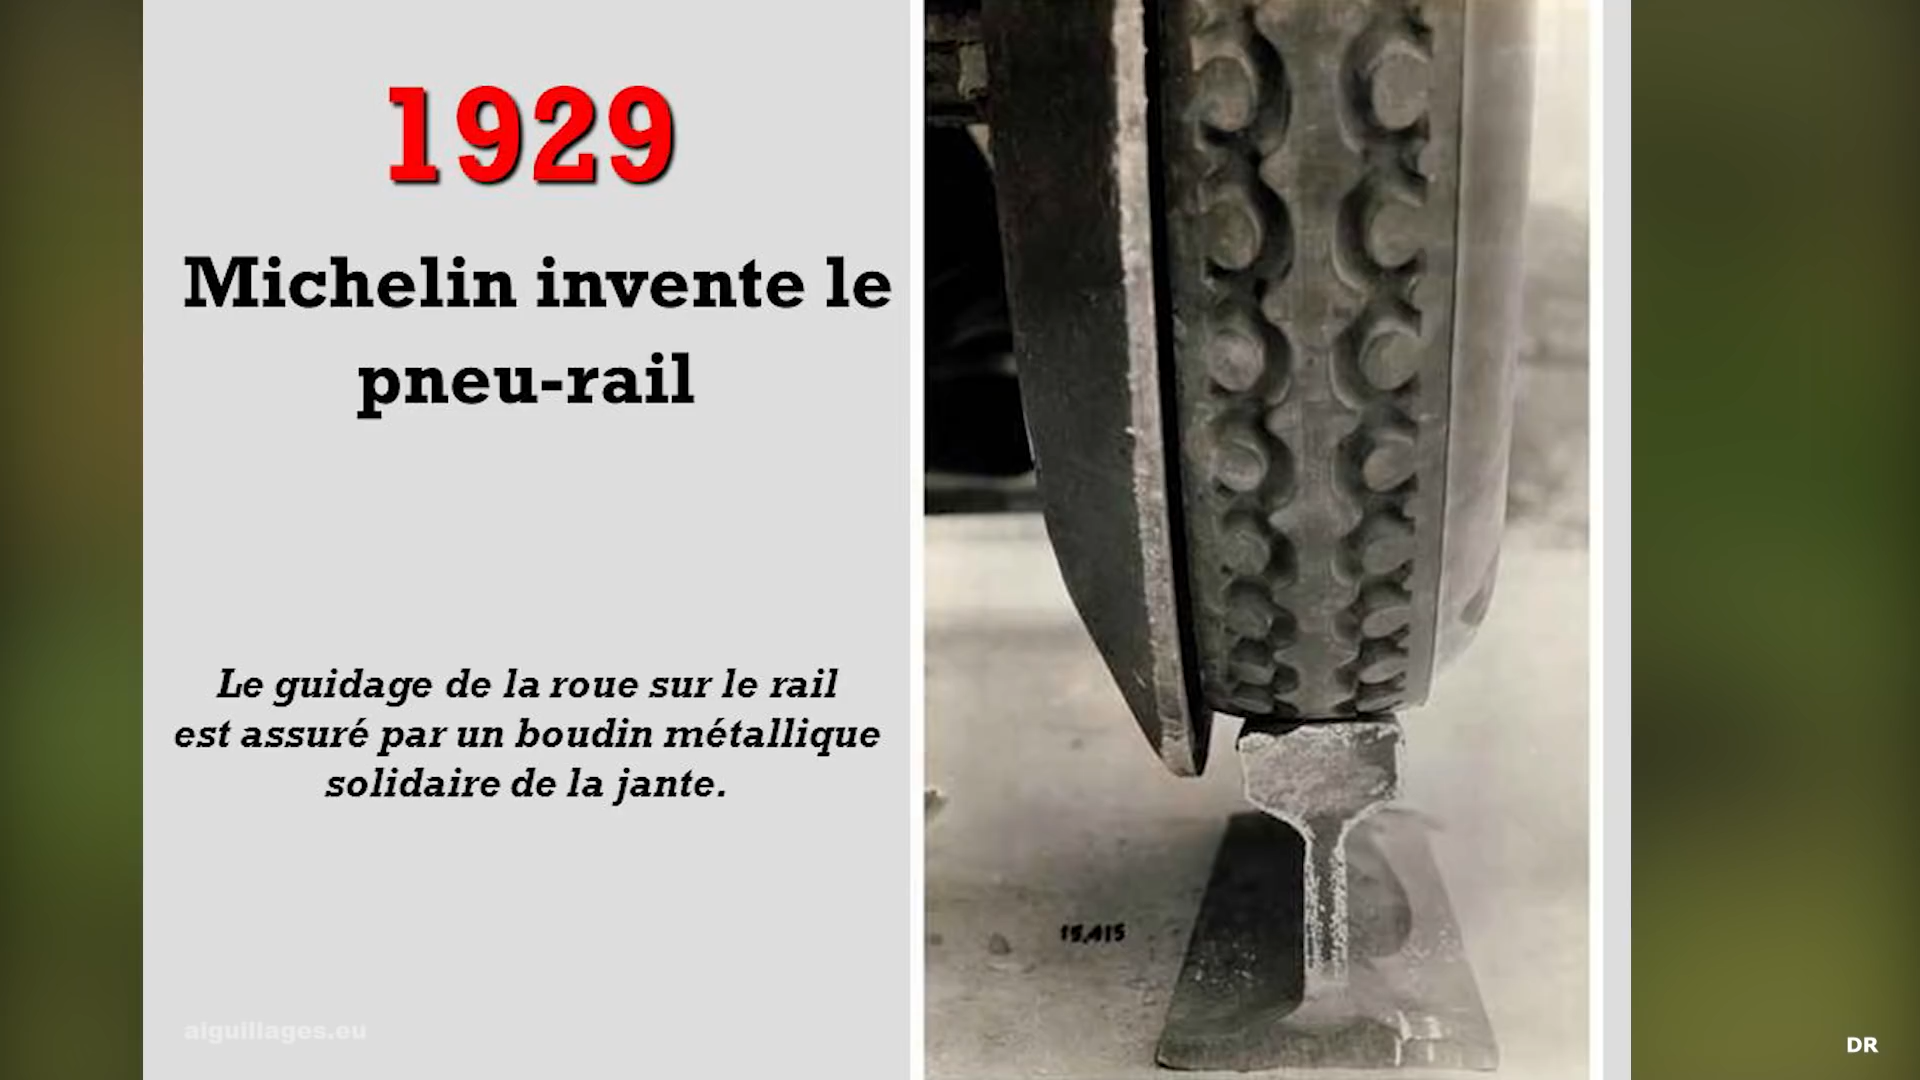 1929
Michelin invente le
pneu-rail
Le guidage de la roue sur le rail
est assuré par un boudin métallique
solidaire de la jante.
15.415
aiguillages.eu
DR